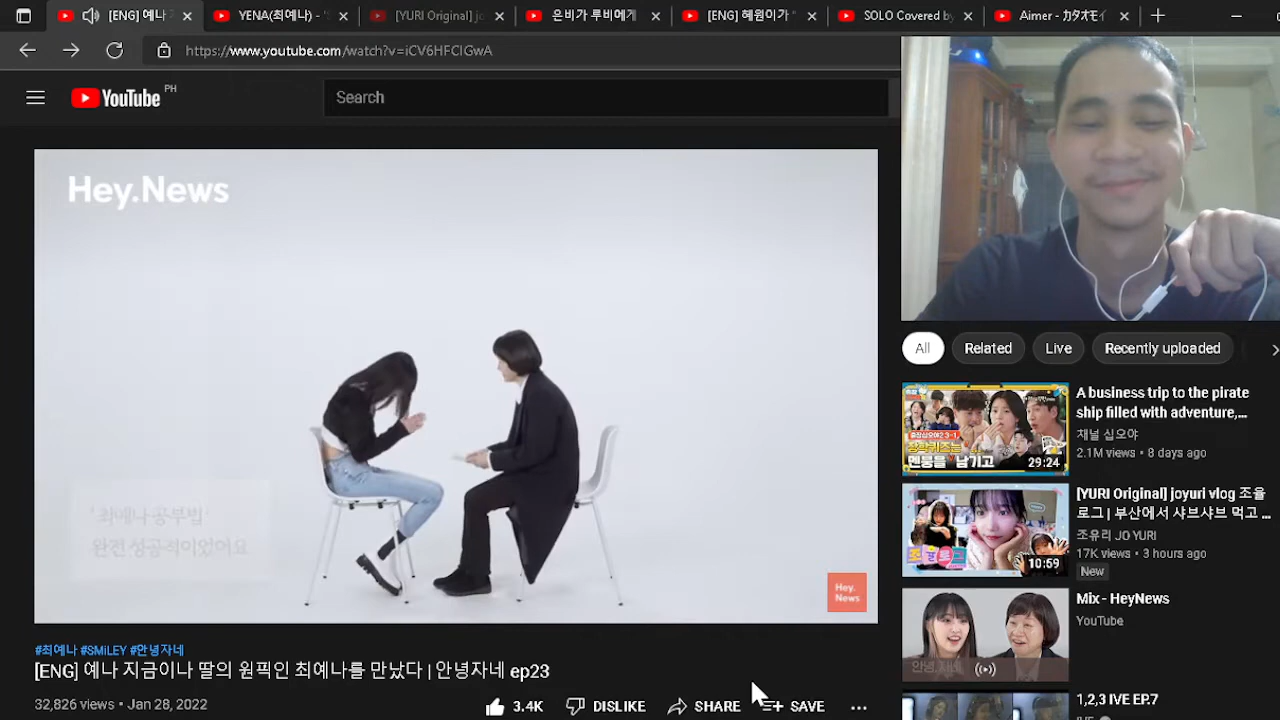 [ENG] 예나 지
YENA(최예나) - 'S
[YURI Original] jo
은비가 루비에게
[ENG] 혜원이가 "
SOLO Covered by
Aimer - カタオモイ
https://www.youtube.com/watch?v=iCV6HFClGwA
YouTube PH
Search
Hey.News
'최예나 공부법'
완전 성공적이었어요
Hey.
News
#최예나 #SMiLEY #안녕자네
[ENG] 예나 지금이나 딸의 원픽인 최예나를 만났다 | 안녕자네 ep23
32,826 views • Jan 28, 2022
3.4K DISLIKE SHARE SAVE
All Related Live Recently uploaded
29:24
A business trip to the pirate
ship filled with adventure,...
채널 십오야
2.1M views • 8 days ago
10:59
[YURI Original] joyuri vlog 조율
로그 | 부산에서 샤브샤브 먹고 ...
조유리 JO YURI
17K views • 3 hours ago
New
안녕, 자네
Mix - HeyNews
YouTube
1,2,3 IVE EP.7